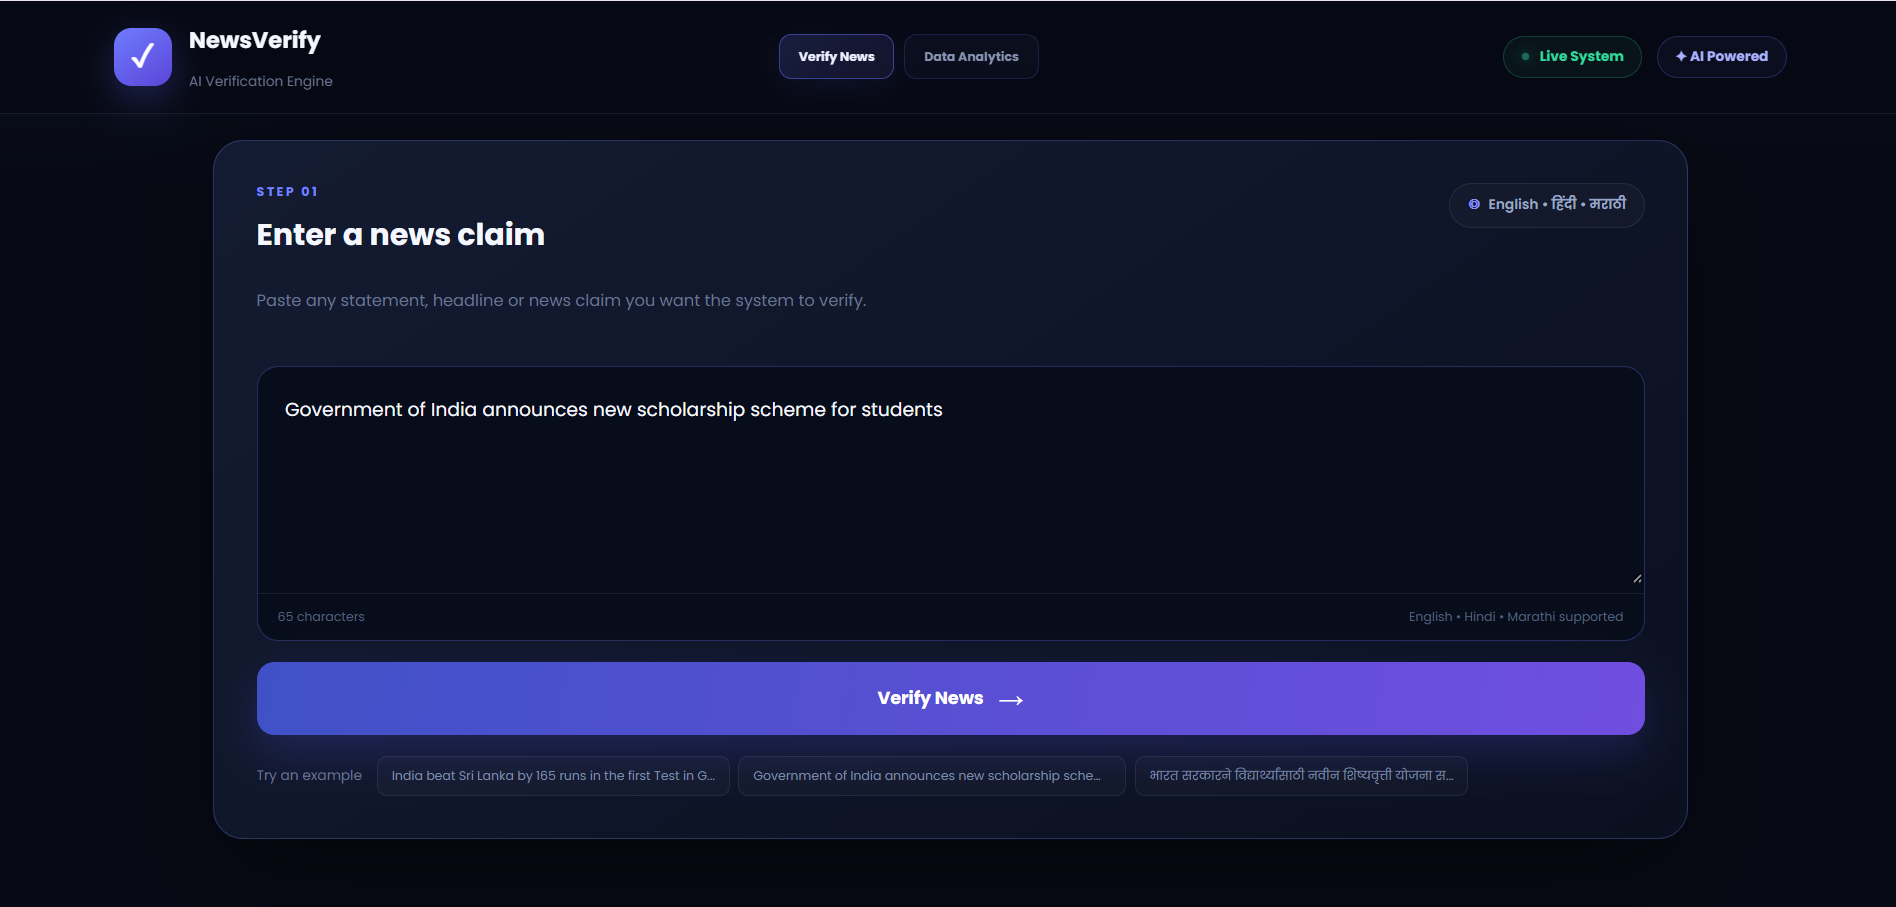 NewsVerify
AI Verification Engine
Verify News
Data Analytics
Live System
AI Powered
STEP 01
English • हिंदी • मराठी
Enter a news claim
Paste any statement, headline or news claim you want the system to verify.
Government of India announces new scholarship scheme for students
65 characters
English • Hindi • Marathi supported
Verify News →
Try an example
India beat Sri Lanka by 165 runs in the first Test in G...
Government of India announces new scholarship sche...
भारत सरकारने विद्यार्थ्यांसाठी नवीन शिष्यवृत्ती योजना स...